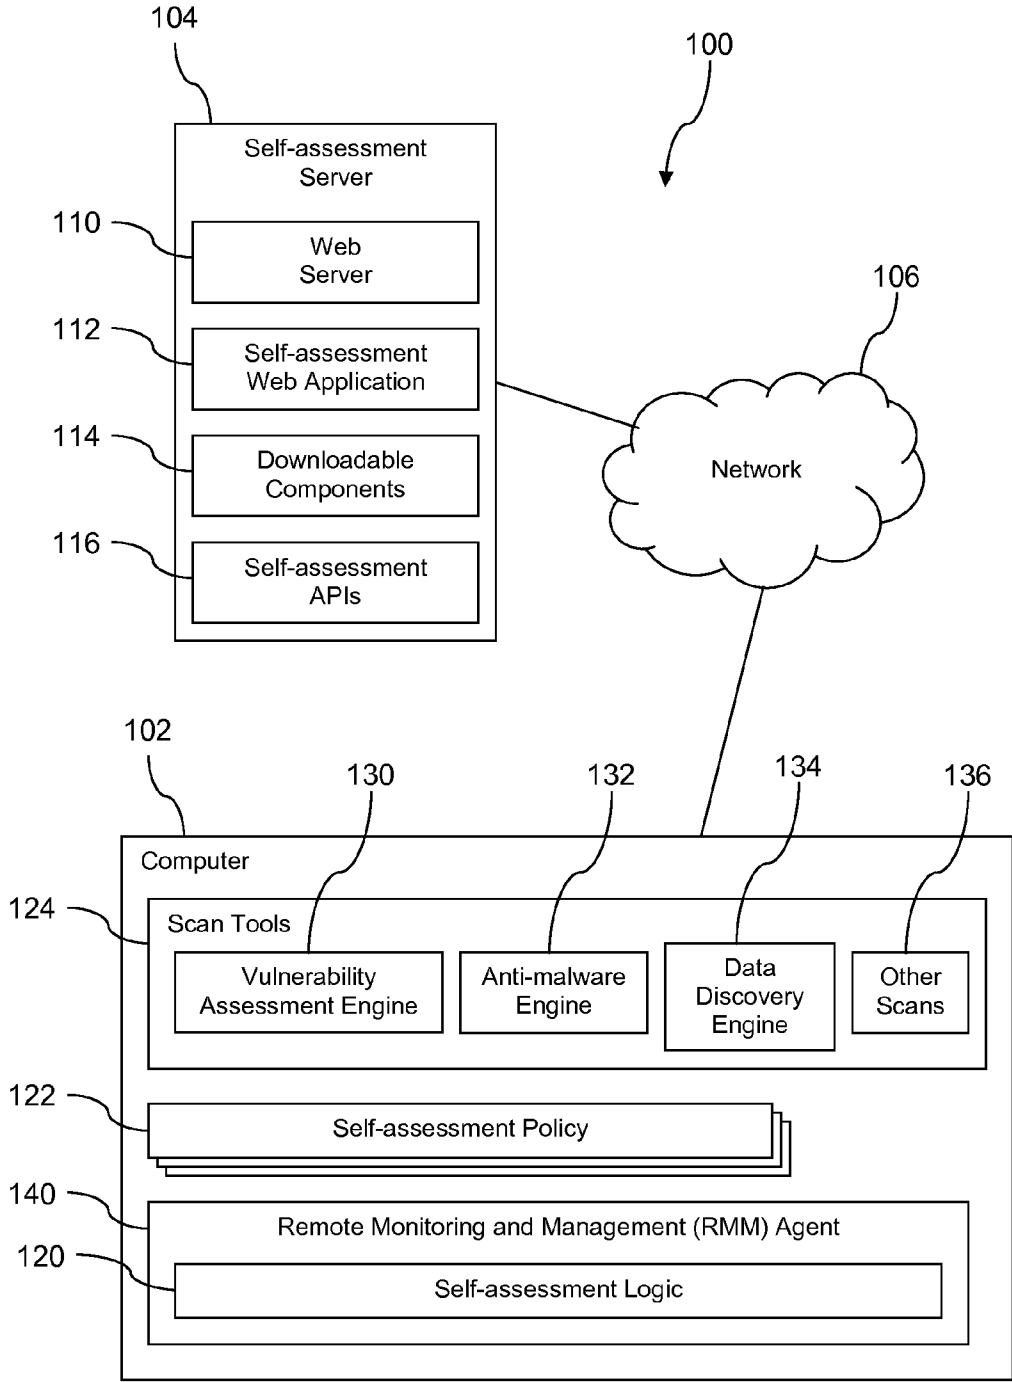 104
100
Self-assessment
Server
110
Web
Server
106
112
Self-assessment
Web Application
114
Downloadable
Components
Network
116
Self-assessment
APIs
102
130
132
134
136
Computer
124
Scan Tools
Vulnerability
Assessment Engine
Anti-malware
Engine
Data
Discovery
Engine
Other
Scans
122
Self-assessment Policy
140
Remote Monitoring and Management (RMM) Agent
120
Self-assessment Logic